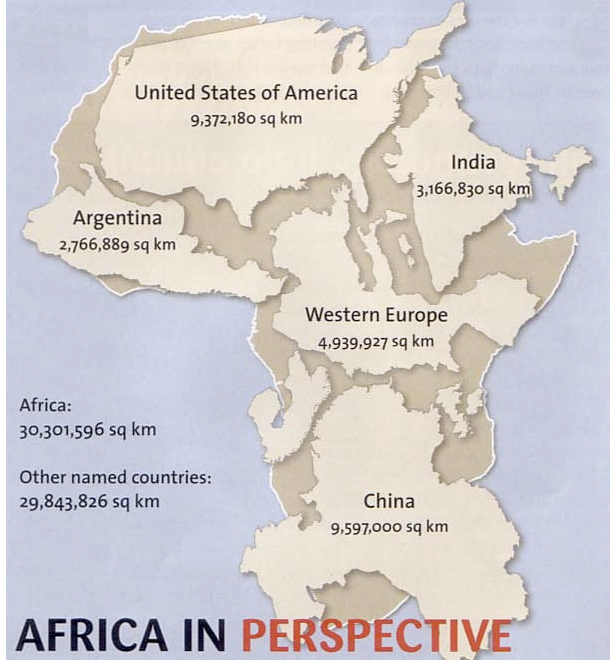 United States of America
9,372,180 sq km
India
3,166,830 sq km
Argentina
2,766,889 sq km
Western Europe
4,939,927 sq km
Africa:
30,301,596 sq km
Other named countries:
29,843,826 sq km
China
9,597,000 sq km
AFRICA IN PERSPECTIVE